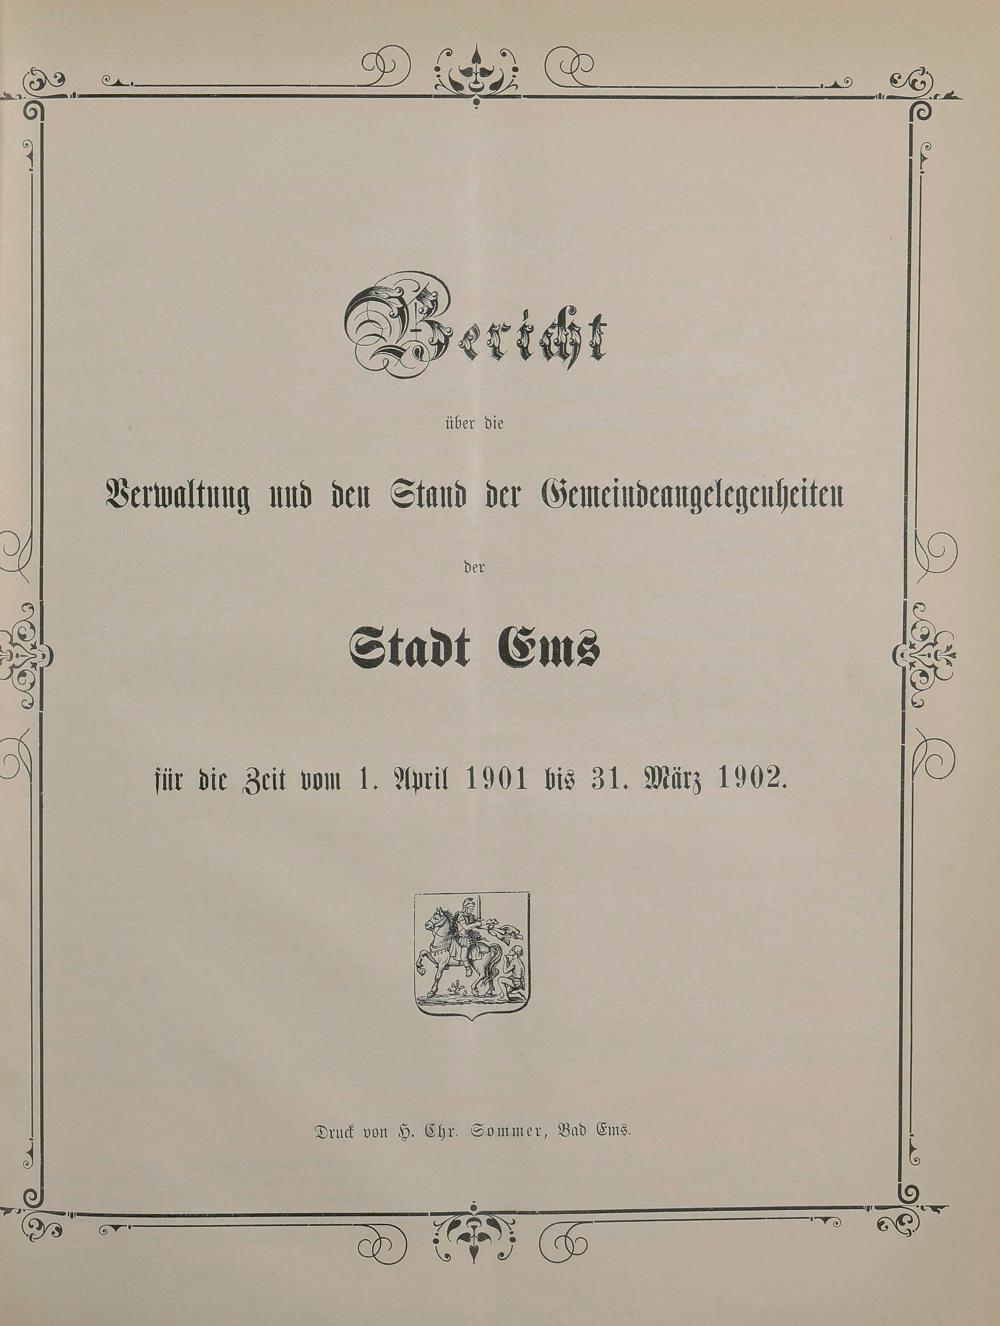 Bericht
über die
Verwaltung und den Stand der Gemeindeangelegenheiten
der
Stadt Ems
für die Zeit vom 1. April 1901 bis 31. März 1902.
Druck von H. Chr. Sommer, Bad Ems.